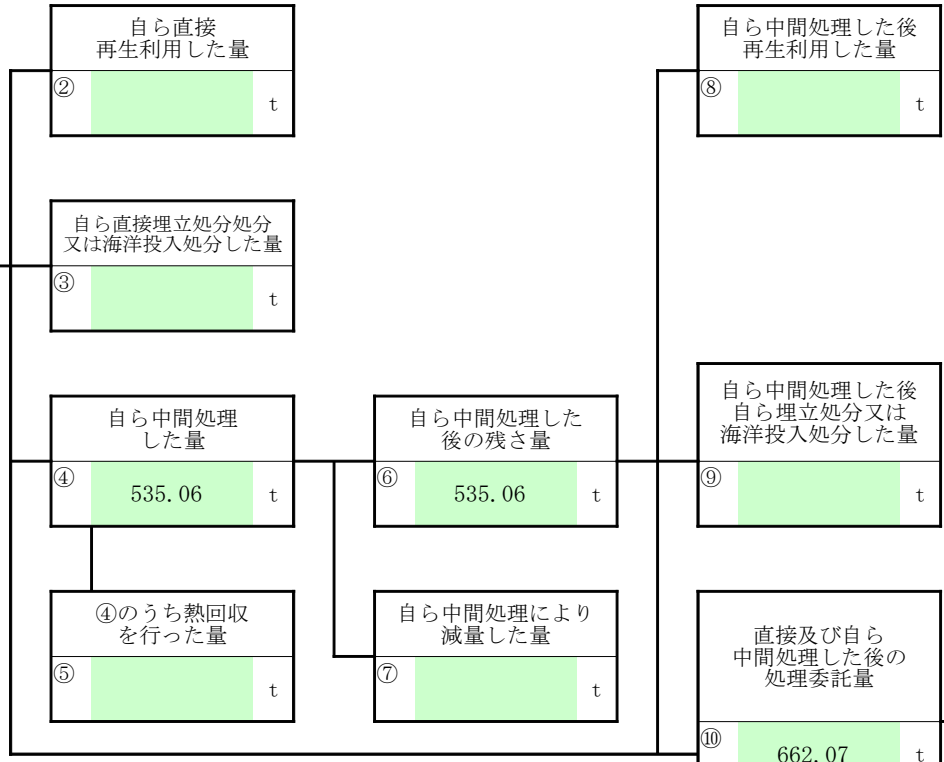 自ら直接
再生利用した量
②
t
自ら中間処理した後
再生利用した量
⑧
t
自ら直接埋立処分処分
又は海洋投入処分した量
③
t
自ら中間処理
した量
④
535.06 t
自ら中間処理した
後の残さ量
⑥
535.06 t
自ら中間処理した後
自ら埋立処分又は
海洋投入処分した量
⑨
t
④のうち熱回収
を行った量
⑤
t
自ら中間処理により
減量した量
⑦
t
直接及び自ら
中間処理した後の
処理委託量
⑩
662.07 t